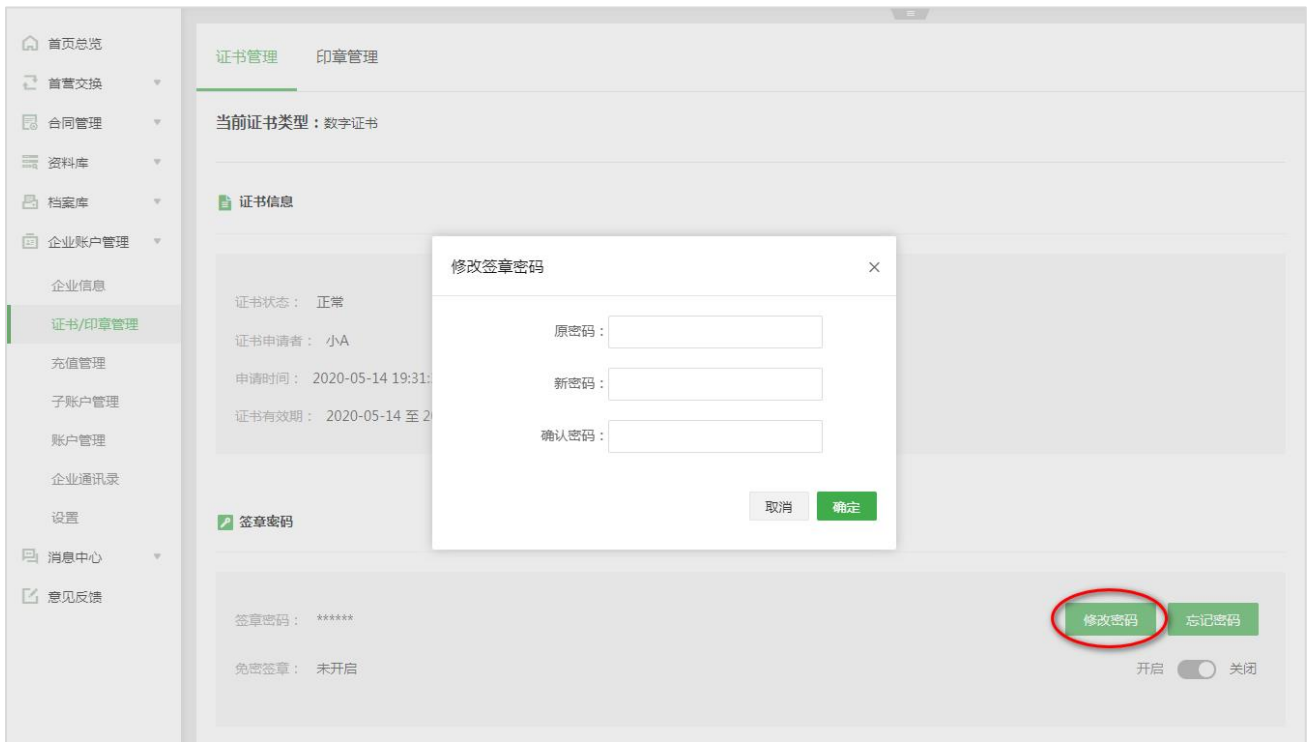 首页总览
首营交换
合同管理
资料库
档案库
企业账户管理
企业信息
证书/印章管理
充值管理
子账户管理
账户管理
企业通讯录
设置
消息中心
意见反馈
证书管理 印章管理
当前证书类型：数字证书
证书信息
证书状态： 正常
证书申请者： 小A
申请时间： 2020-05-14 19:31:
证书有效期： 2020-05-14 至 2
修改签章密码
原密码：
新密码：
确认密码：
取消 确定
签章密码
签章密码： ******
修改密码 忘记密码
免密签章： 未开启
开启 关闭